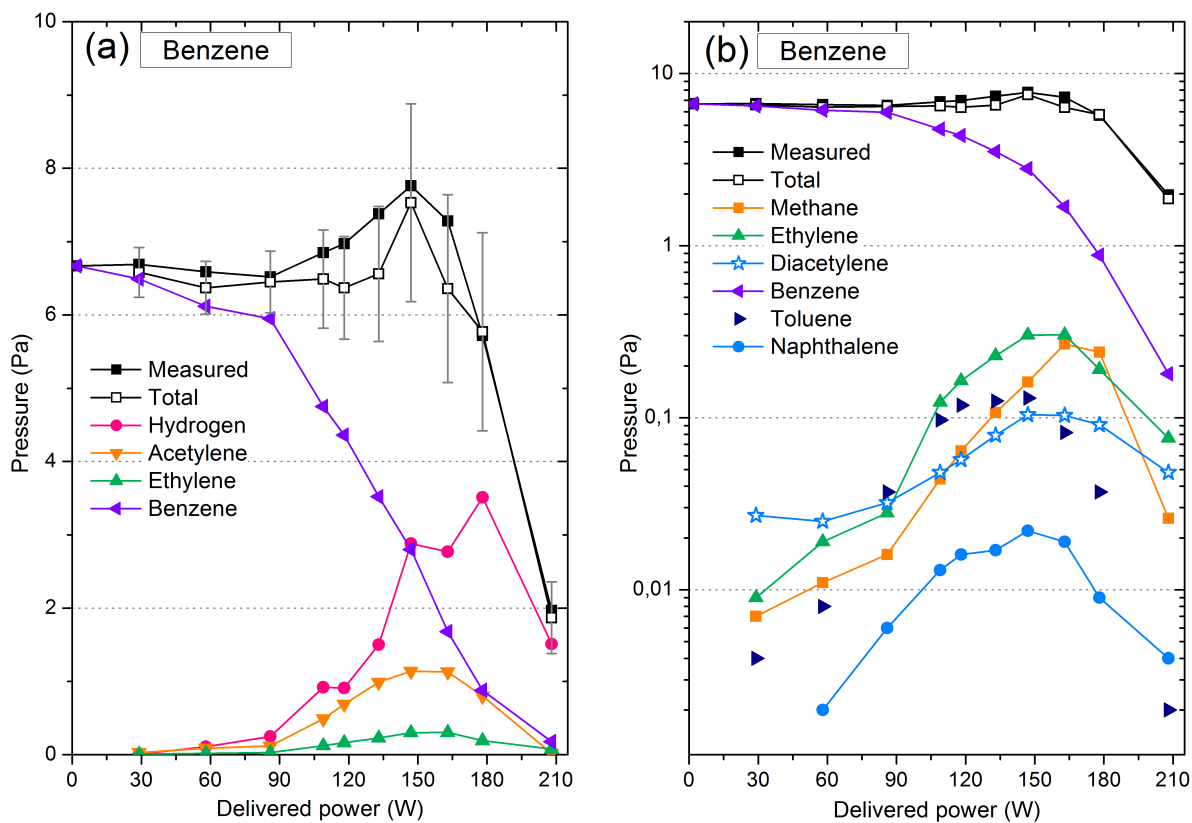 (a) Benzene
10
8
6
4
2
0
Pressure (Pa)
Measured
Total
Hydrogen
Acetylene
Ethylene
Benzene
0 30 60 90 120 150 180 210
Delivered power (W)
(b) Benzene
10
1
0,1
0,01
Pressure (Pa)
Measured
Total
Methane
Ethylene
Diacetylene
Benzene
Toluene
Naphthalene
0 30 60 90 120 150 180 210
Delivered power (W)